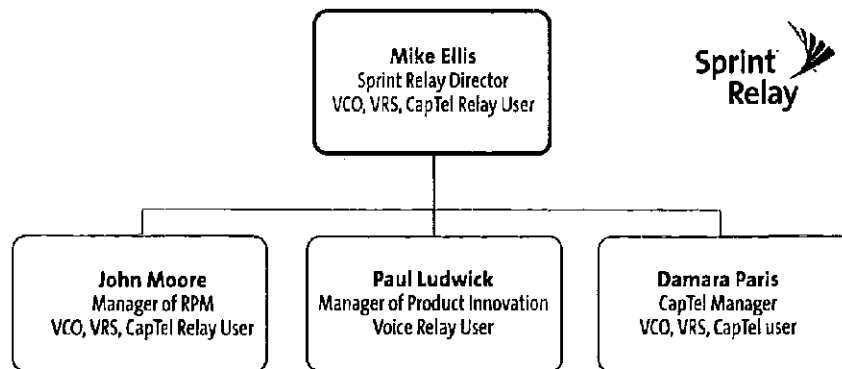 Mike Ellis
Sprint Relay Director
VCO, VRS, CapTel Relay User
Sprint
Relay
John Moore
Manager of RPM
VCO, VRS, CapTel Relay User
Paul Ludwick
Manager of Product Innovation
Voice Relay User
Damara Paris
CapTel Manager
VCO, VRS, CapTel user